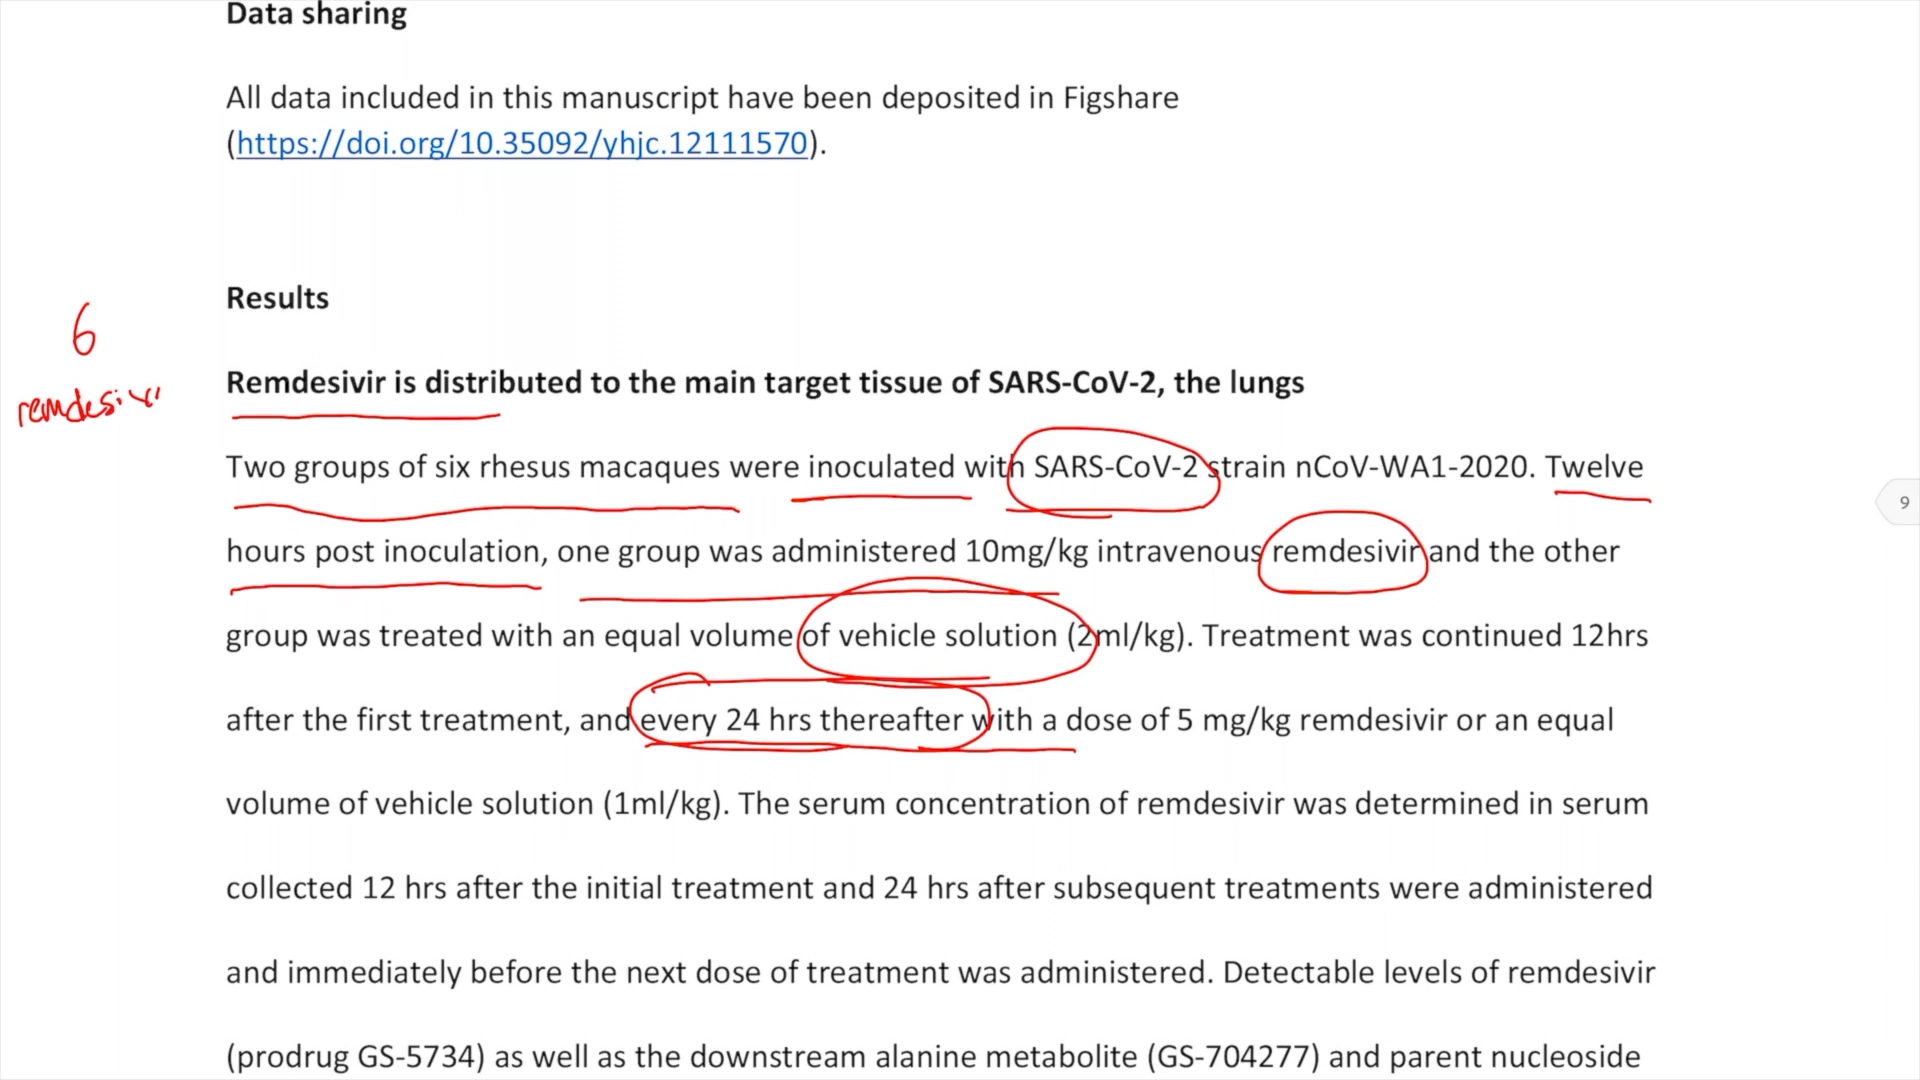 Data sharing
All data included in this manuscript have been deposited in Figshare
(https://doi.org/10.35092/yhjc.12111570).
Results
6
remdesivir
Remdesivir is distributed to the main target tissue of SARS-CoV-2, the lungs
Two groups of six rhesus macaques were inoculated with SARS-CoV-2 strain nCoV-WA1-2020. Twelve
9
hours post inoculation, one group was administered 10mg/kg intravenous remdesivir and the other
group was treated with an equal volume of vehicle solution (2ml/kg). Treatment was continued 12hrs
after the first treatment, and every 24 hrs thereafter with a dose of 5 mg/kg remdesivir or an equal
volume of vehicle solution (1ml/kg). The serum concentration of remdesivir was determined in serum
collected 12 hrs after the initial treatment and 24 hrs after subsequent treatments were administered
and immediately before the next dose of treatment was administered. Detectable levels of remdesivir
(prodrug GS-5734) as well as the downstream alanine metabolite (GS-704277) and parent nucleoside